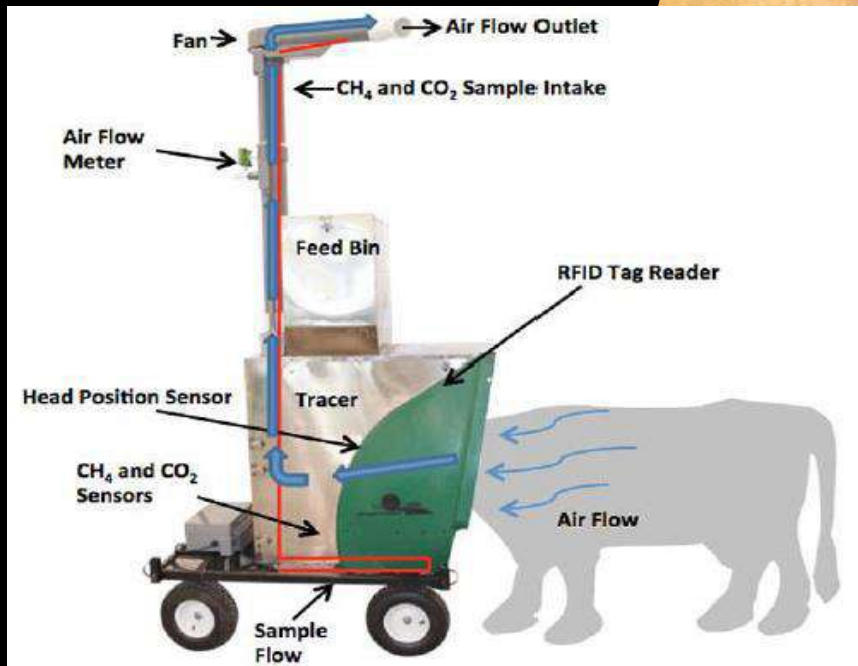 Fan
Air Flow Outlet
CH₄ and CO₂ Sample Intake
Air Flow
Meter
Feed Bin
RFID Tag Reader
Head Position Sensor
Tracer
CH₄ and CO₂
Sensors
Air Flow
Sample
Flow